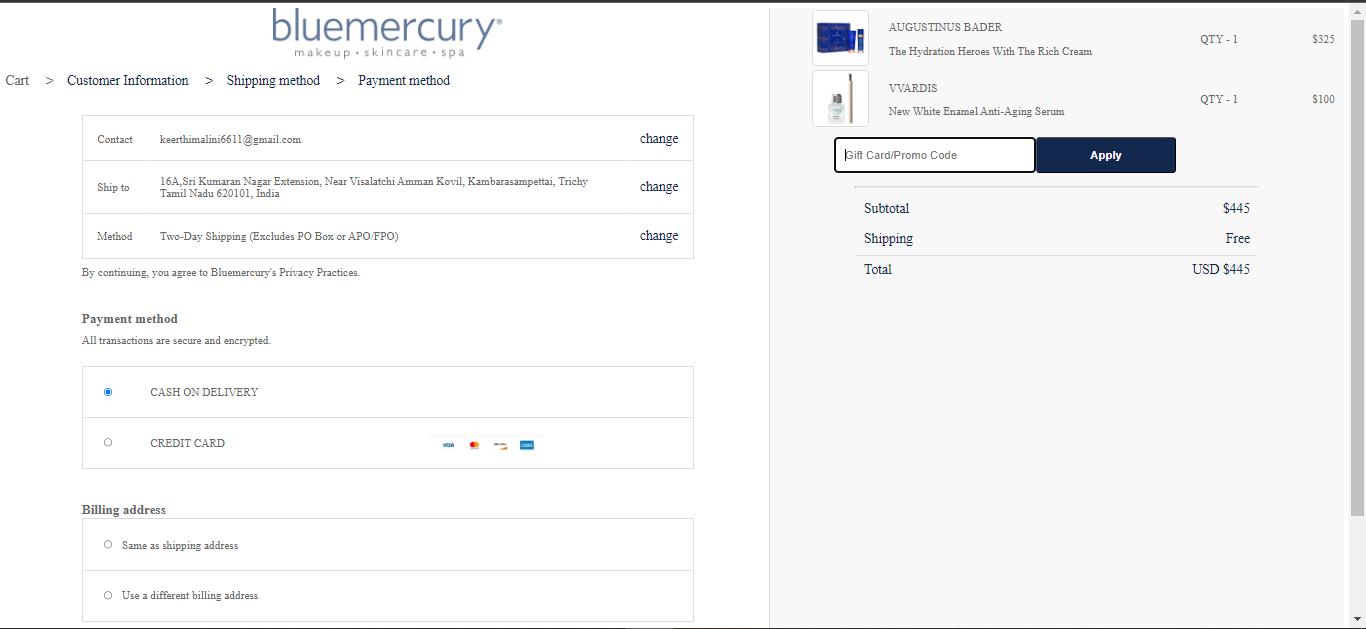 bluemercury®
makeup • skincare • spa
Cart > Customer Information > Shipping method > Payment method
Contact keerthimalini6611@gmail.com change
Ship to 16A,Sri Kumaran Nagar Extension, Near Visalatchi Amman Kovil, Kambarasampettai, Trichy
Tamil Nadu 620101, India change
Method Two-Day Shipping (Excludes PO Box or APO/FPO) change
By continuing, you agree to Bluemercury's Privacy Practices.
Payment method
All transactions are secure and encrypted.
CASH ON DELIVERY
CREDIT CARD VISA
Billing address
Same as shipping address
Use a different billing address
AUGUSTINUS BADER
The Hydration Heroes With The Rich Cream QTY - 1 $325
VVARDIS
New White Enamel Anti-Aging Serum QTY - 1 $100
Gift Card/Promo Code Apply
Subtotal $445
Shipping Free
Total USD $445